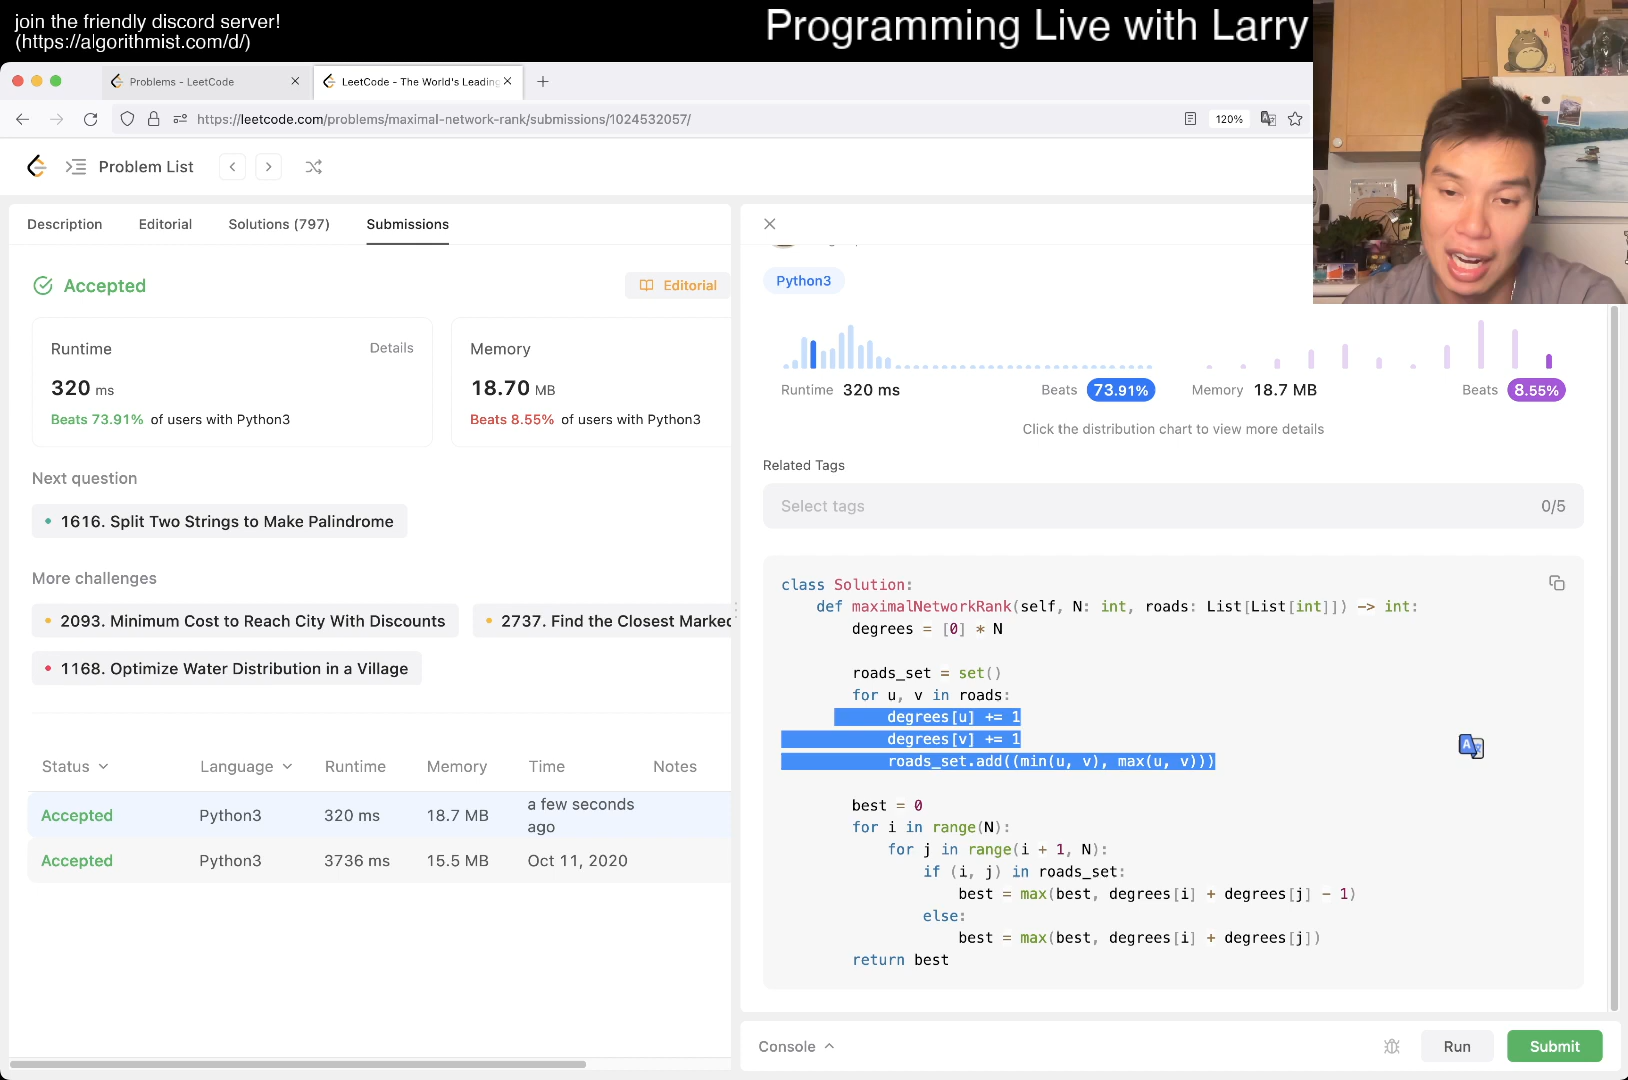 join the friendly discord server!
(https://algorithmist.com/d/)
Programming Live with Larry
Problems - LeetCode
LeetCode - The World's Leading
https://leetcode.com/problems/maximal-network-rank/submissions/1024532057/
120%
Problem List
Description
Editorial
Solutions (797)
Submissions
Accepted
Editorial
Runtime
Details
320 ms
Beats 73.91% of users with Python3
Memory
18.70 MB
Beats 8.55% of users with Python3
Next question
1616. Split Two Strings to Make Palindrome
More challenges
2093. Minimum Cost to Reach City With Discounts
2737. Find the Closest Marked
1168. Optimize Water Distribution in a Village
Status
Language
Runtime
Memory
Time
Notes
Accepted
Python3
320 ms
18.7 MB
a few seconds
ago
Accepted
Python3
3736 ms
15.5 MB
Oct 11, 2020
Python3
Runtime 320 ms
Beats 73.91%
Memory 18.7 MB
Beats 8.55%
Click the distribution chart to view more details
Related Tags
Select tags
0/5
class Solution:
def maximalNetworkRank(self, N: int, roads: List[List[int]]) -> int:
degrees = [0] * N
roads_set = set()
for u, v in roads:
degrees[u] += 1
degrees[v] += 1
roads_set.add((min(u, v), max(u, v)))
best = 0
for i in range(N):
for j in range(i + 1, N):
if (i, j) in roads_set:
best = max(best, degrees[i] + degrees[j] - 1)
else:
best = max(best, degrees[i] + degrees[j])
return best
Console
Run
Submit